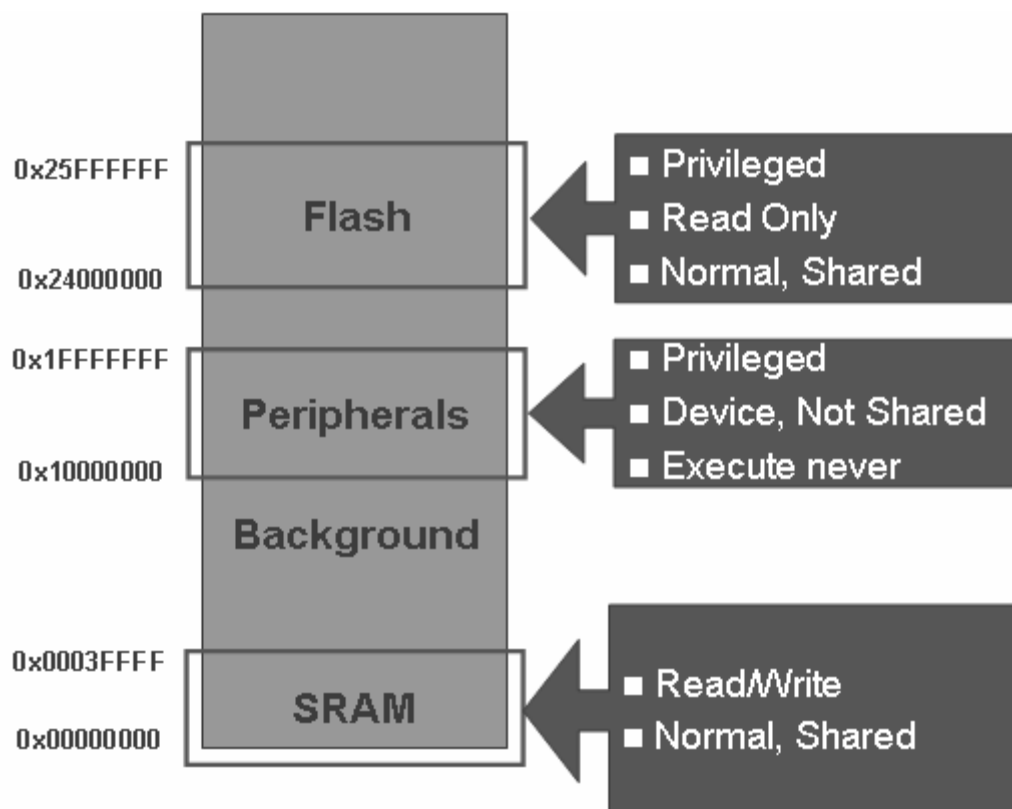 0x25FFFFFF
Flash
0x24000000
■ Privileged
■ Read Only
■ Normal, Shared
0x1FFFFFFF
Peripherals
0x10000000
■ Privileged
■ Device, Not Shared
■ Execute never
Background
0x0003FFFF
SRAM
0x00000000
■ Read/Write
■ Normal, Shared